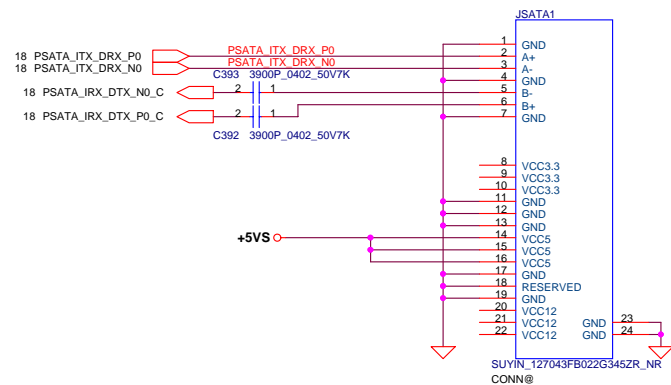 JSATA1
18 PSATA_ITX_DRX_P0
PSATA_ITX_DRX_P0
18 PSATA_ITX_DRX_N0
PSATA_ITX_DRX_N0
C393 3900P_0402_50V7K
18 PSATA_IRX_DTX_N0_C
2 1
18 PSATA_IRX_DTX_P0_C
2 1
C392 3900P_0402_50V7K
1 GND
2 A+
3 A-
4 GND
5 B-
6 B+
7 GND
8 VCC3.3
9 VCC3.3
10 VCC3.3
11 GND
12 GND
13 GND
+5VS
14 VCC5
15 VCC5
16 VCC5
17 GND
18 RESERVED
19 GND
20 VCC12
21 VCC12
22 VCC12
GND 23
GND 24
SUYIN_127043FB022G345ZR_NR
CONN@